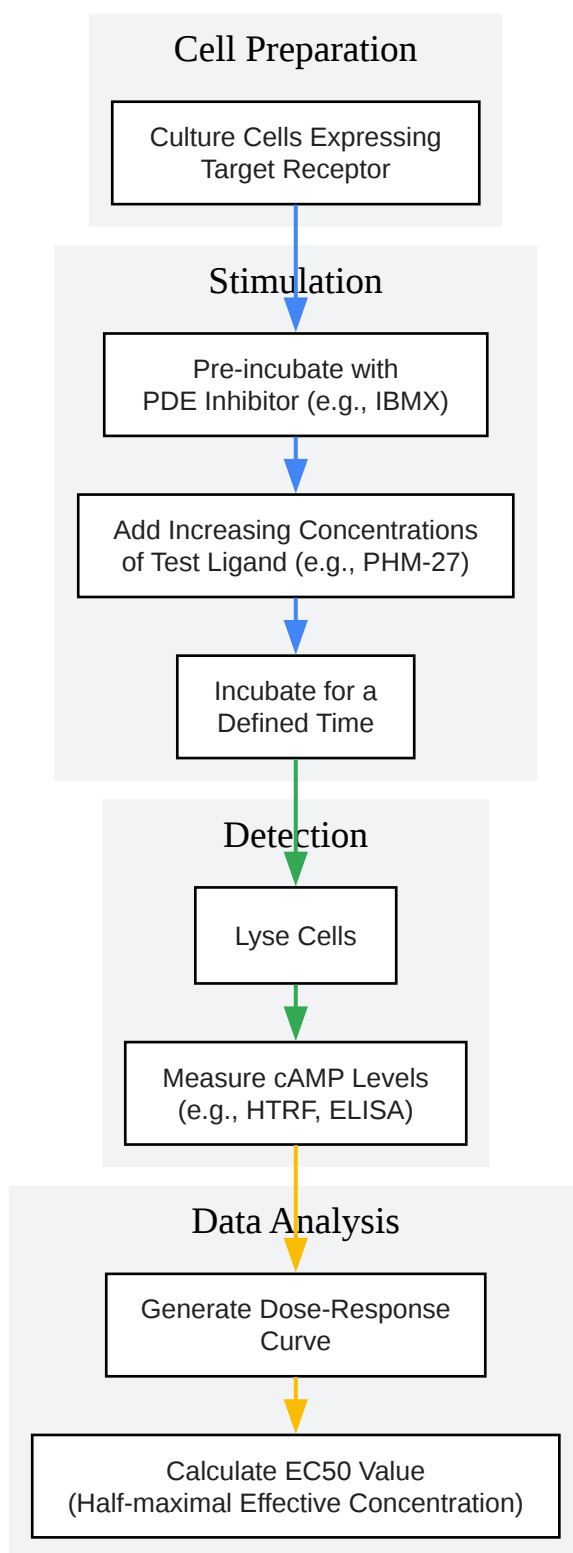 Cell Preparation
Culture Cells Expressing
Target Receptor
Stimulation
Pre-incubate with
PDE Inhibitor (e.g., IBMX)
Add Increasing Concentrations
of Test Ligand (e.g., PHM-27)
Incubate for a
Defined Time
Detection
Lyse Cells
Measure cAMP Levels
(e.g., HTRF, ELISA)
Data Analysis
Generate Dose-Response
Curve
Calculate EC50 Value
(Half-maximal Effective Concentration)